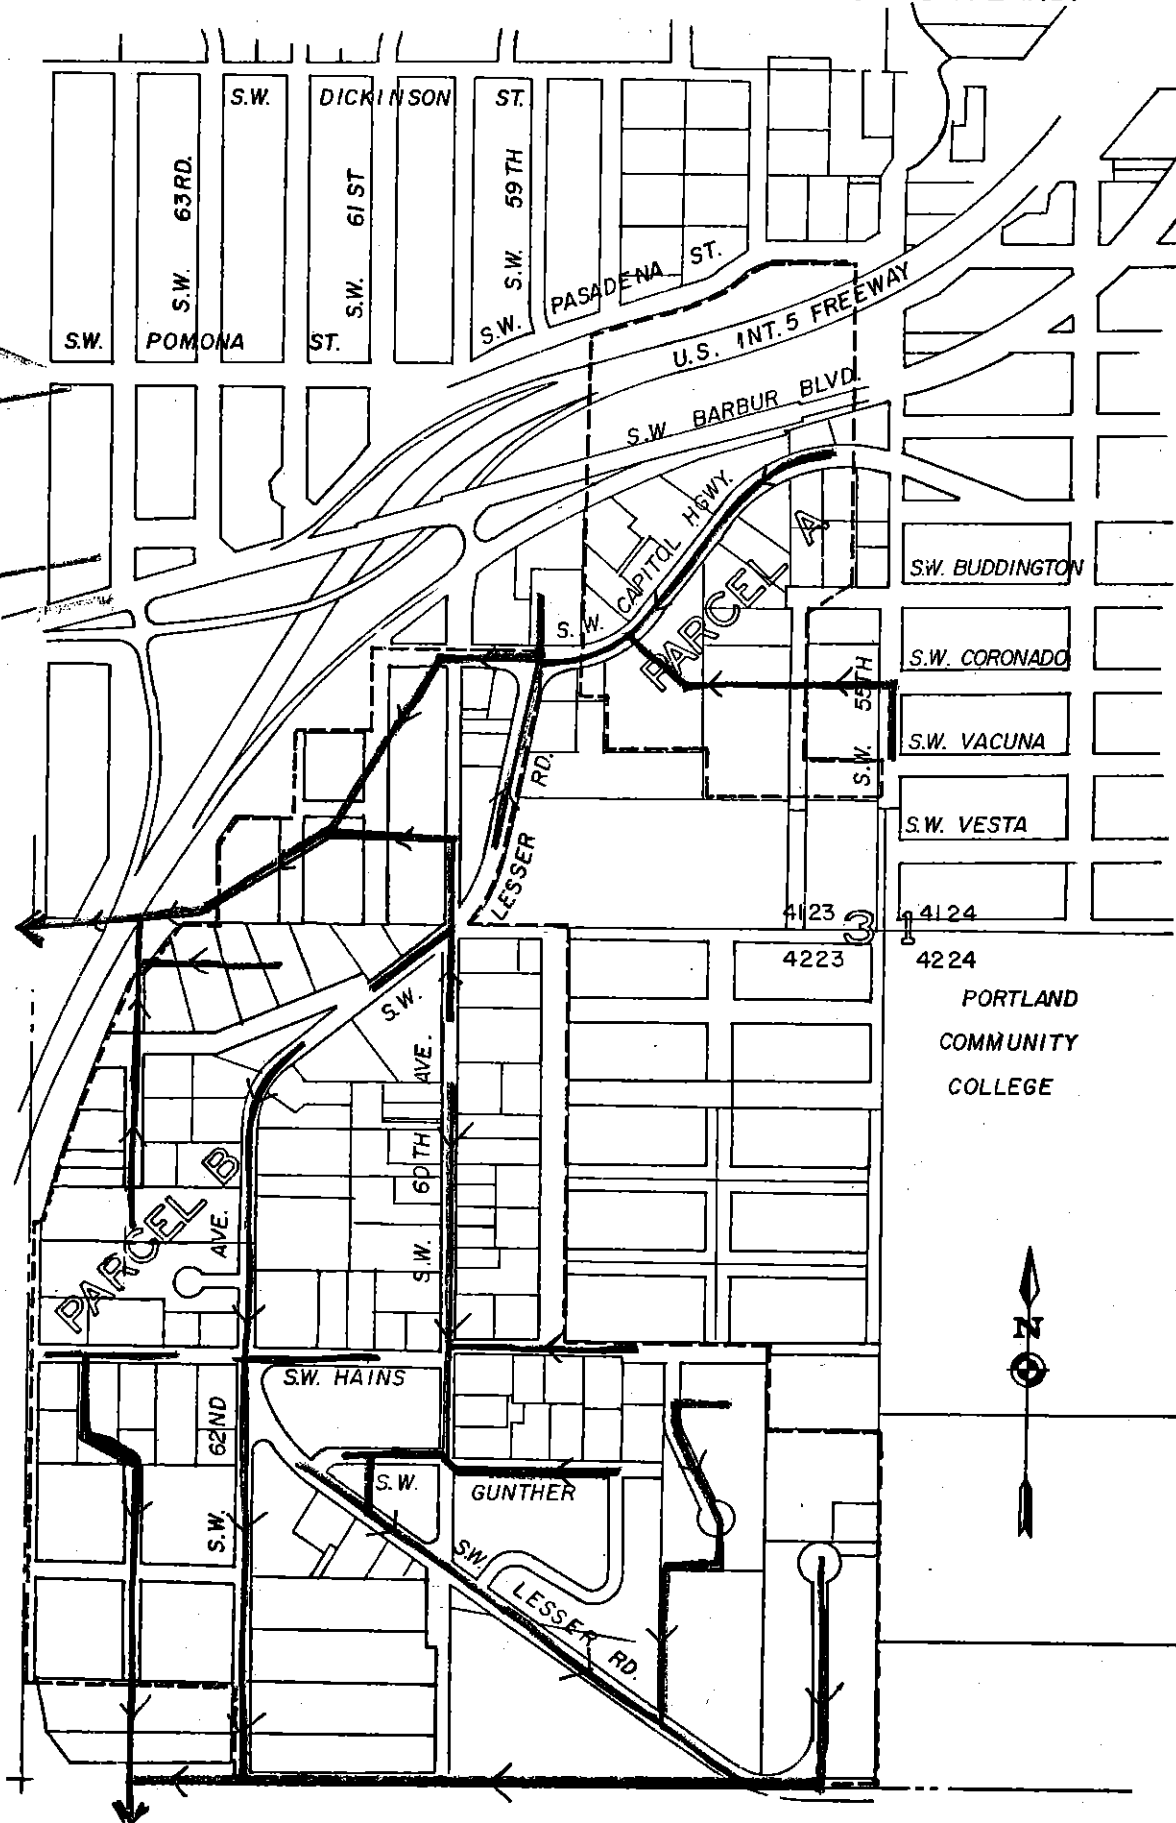 S.W. DICKINSON ST.
S.W. 63RD.
S.W. 61 ST
S.W. 59TH
S.W. PASADENA ST.
S.W. POMONA ST.
U.S. INT. 5 FREEWAY
S.W BARBUR BLVD.
S.W. CAPITOL HGWY.
PARCEL A
S.W. BUDDINGTON
S.W. CORONADO
S.W. 55TH
S.W. VACUNA
S.W. VESTA
LESSER RD.
4123 3 1 4124
4223 4224
PORTLAND
COMMUNITY
COLLEGE
S.W.
S.W. 60TH AVE.
PARCEL B
S.W. 62ND AVE.
N
S.W. HAINS
S.W. GUNTHER
S.W. LESSER RD.